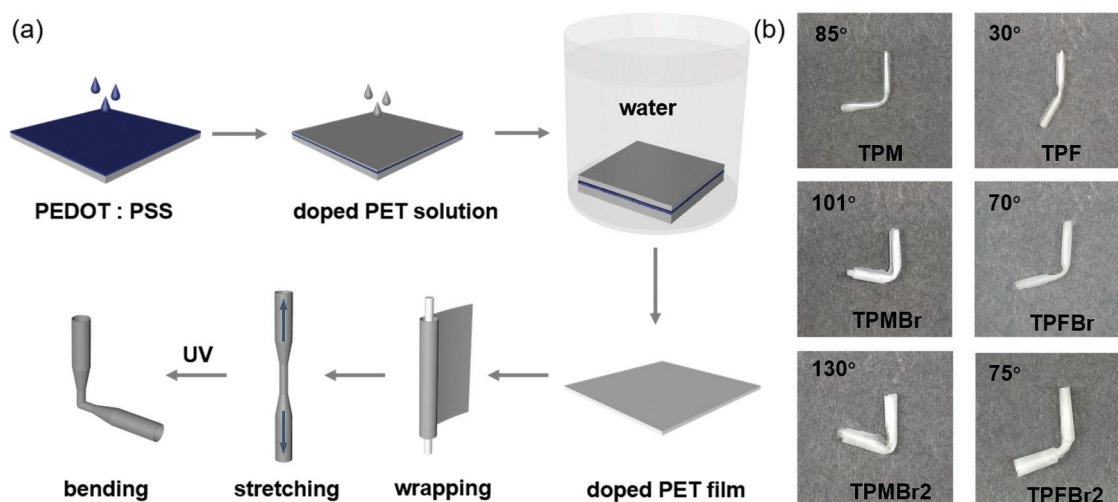 (a)
PEDOT : PSS
doped PET solution
water
UV
bending
stretching
wrapping
doped PET film
(b)
85°
TPM
30°
TPF
101°
TPMBr
70°
TPFBr
130°
TPMBr2
75°
TPFBr2